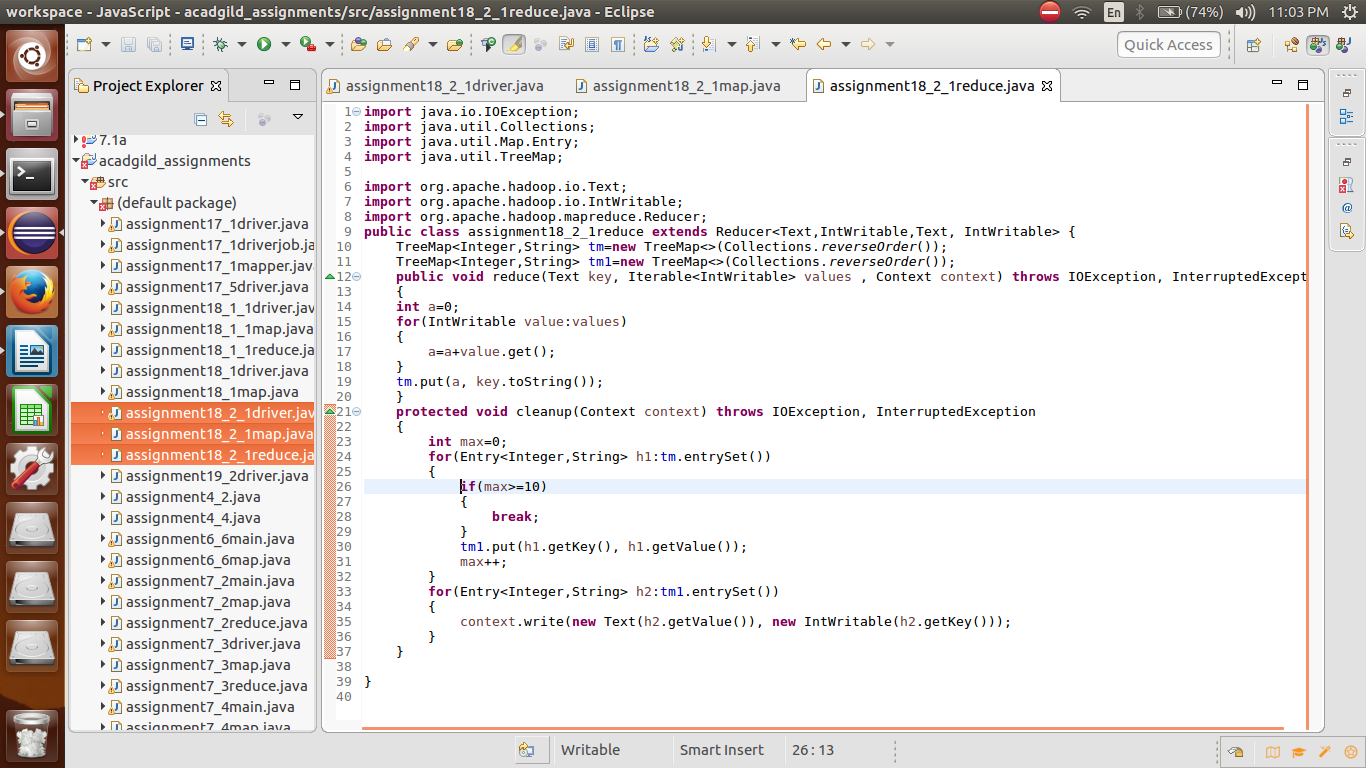 workspace - JavaScript - acadgild_assignments/src/assignment18_2_1reduce.java - Eclipse
En
(74%)
11:03 PM
Quick Access
Project Explorer
7.1a
acadgild_assignments
src
(default package)
assignment17_1driver.java
assignment17_1driverjob.ja
assignment17_1mapper.java
assignment17_5driver.java
assignment18_1_1driver.jav
assignment18_1_1map.java
assignment18_1_1reduce.ja
assignment18_1driver.java
assignment18_1map.java
assignment18_2_1driver.jav
assignment18_2_1map.java
assignment18_2_1reduce.ja
assignment19_2driver.java
assignment4_2.java
assignment4_4.java
assignment6_6main.java
assignment6_6map.java
assignment7_2main.java
assignment7_2map.java
assignment7_2reduce.java
assignment7_3driver.java
assignment7_3map.java
assignment7_3reduce.java
assignment7_4main.java
assignment7_4map.java
assignment18_2_1driver.java
assignment18_2_1map.java
assignment18_2_1reduce.java
1 import java.io.IOException;
2 import java.util.Collections;
3 import java.util.Map.Entry;
4 import java.util.TreeMap;
5
6 import org.apache.hadoop.io.Text;
7 import org.apache.hadoop.io.IntWritable;
8 import org.apache.hadoop.mapreduce.Reducer;
9 public class assignment18_2_1reduce extends Reducer<Text,IntWritable,Text, IntWritable> {
10 TreeMap<Integer,String> tm=new TreeMap<>(Collections.reverseOrder());
11 TreeMap<Integer,String> tm1=new TreeMap<>(Collections.reverseOrder());
12 public void reduce(Text key, Iterable<IntWritable> values , Context context) throws IOException, InterruptedExcept
13 {
14 int a=0;
15 for(IntWritable value:values)
16 {
17 a=a+value.get();
18 }
19 tm.put(a, key.toString());
20 }
21 protected void cleanup(Context context) throws IOException, InterruptedException
22 {
23 int max=0;
24 for(Entry<Integer,String> h1:tm.entrySet())
25 {
26 if(max>=10)
27 {
28 break;
29 }
30 tm1.put(h1.getKey(), h1.getValue());
31 max++;
32 }
33 for(Entry<Integer,String> h2:tm1.entrySet())
34 {
35 context.write(new Text(h2.getValue()), new IntWritable(h2.getKey()));
36 }
37 }
38
39 }
40
Writable
Smart Insert
26 : 13